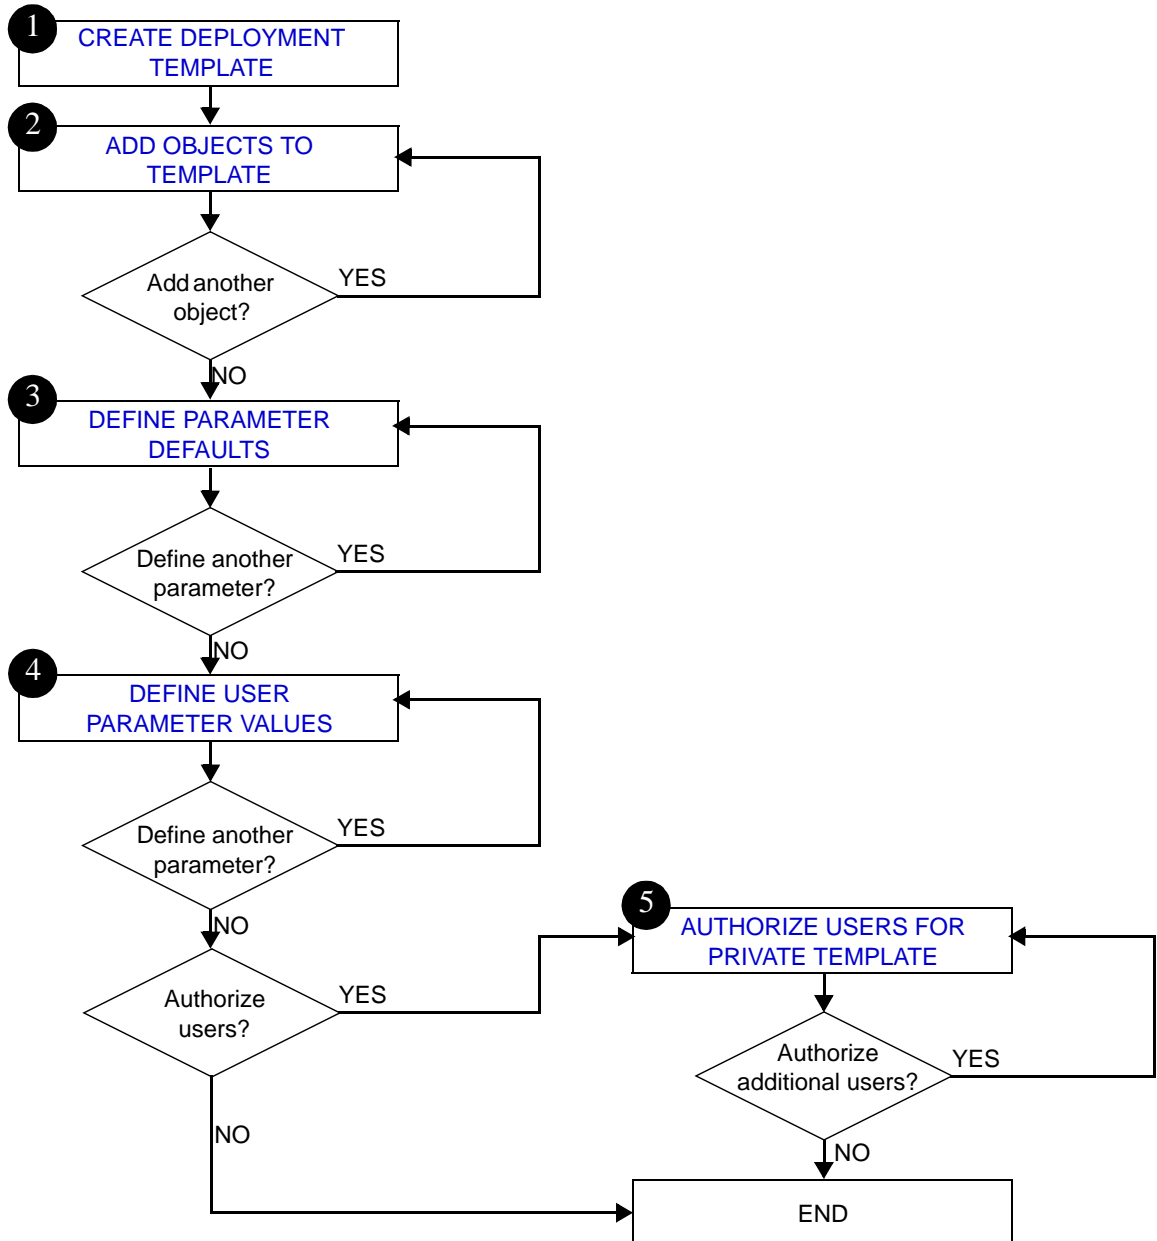 1
CREATE DEPLOYMENT
TEMPLATE
2
ADD OBJECTS TO
TEMPLATE
Add another
object?
YES
NO
3
DEFINE PARAMETER
DEFAULTS
Define another
parameter?
YES
NO
4
DEFINE USER
PARAMETER VALUES
Define another
parameter?
YES
NO
Authorize
users?
YES
NO
5
AUTHORIZE USERS FOR
PRIVATE TEMPLATE
Authorize
additional users?
YES
NO
END